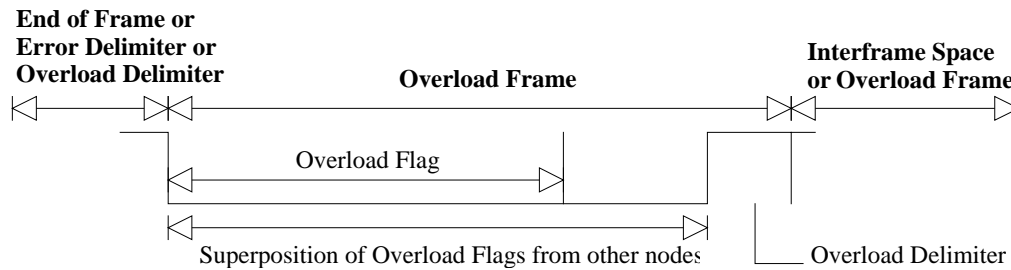 End of Frame or
Error Delimiter or
Overload Delimiter
Overload Frame
Interframe Space
or Overload Frame
Overload Flag
Superposition of Overload Flags from other nodes
Overload Delimiter